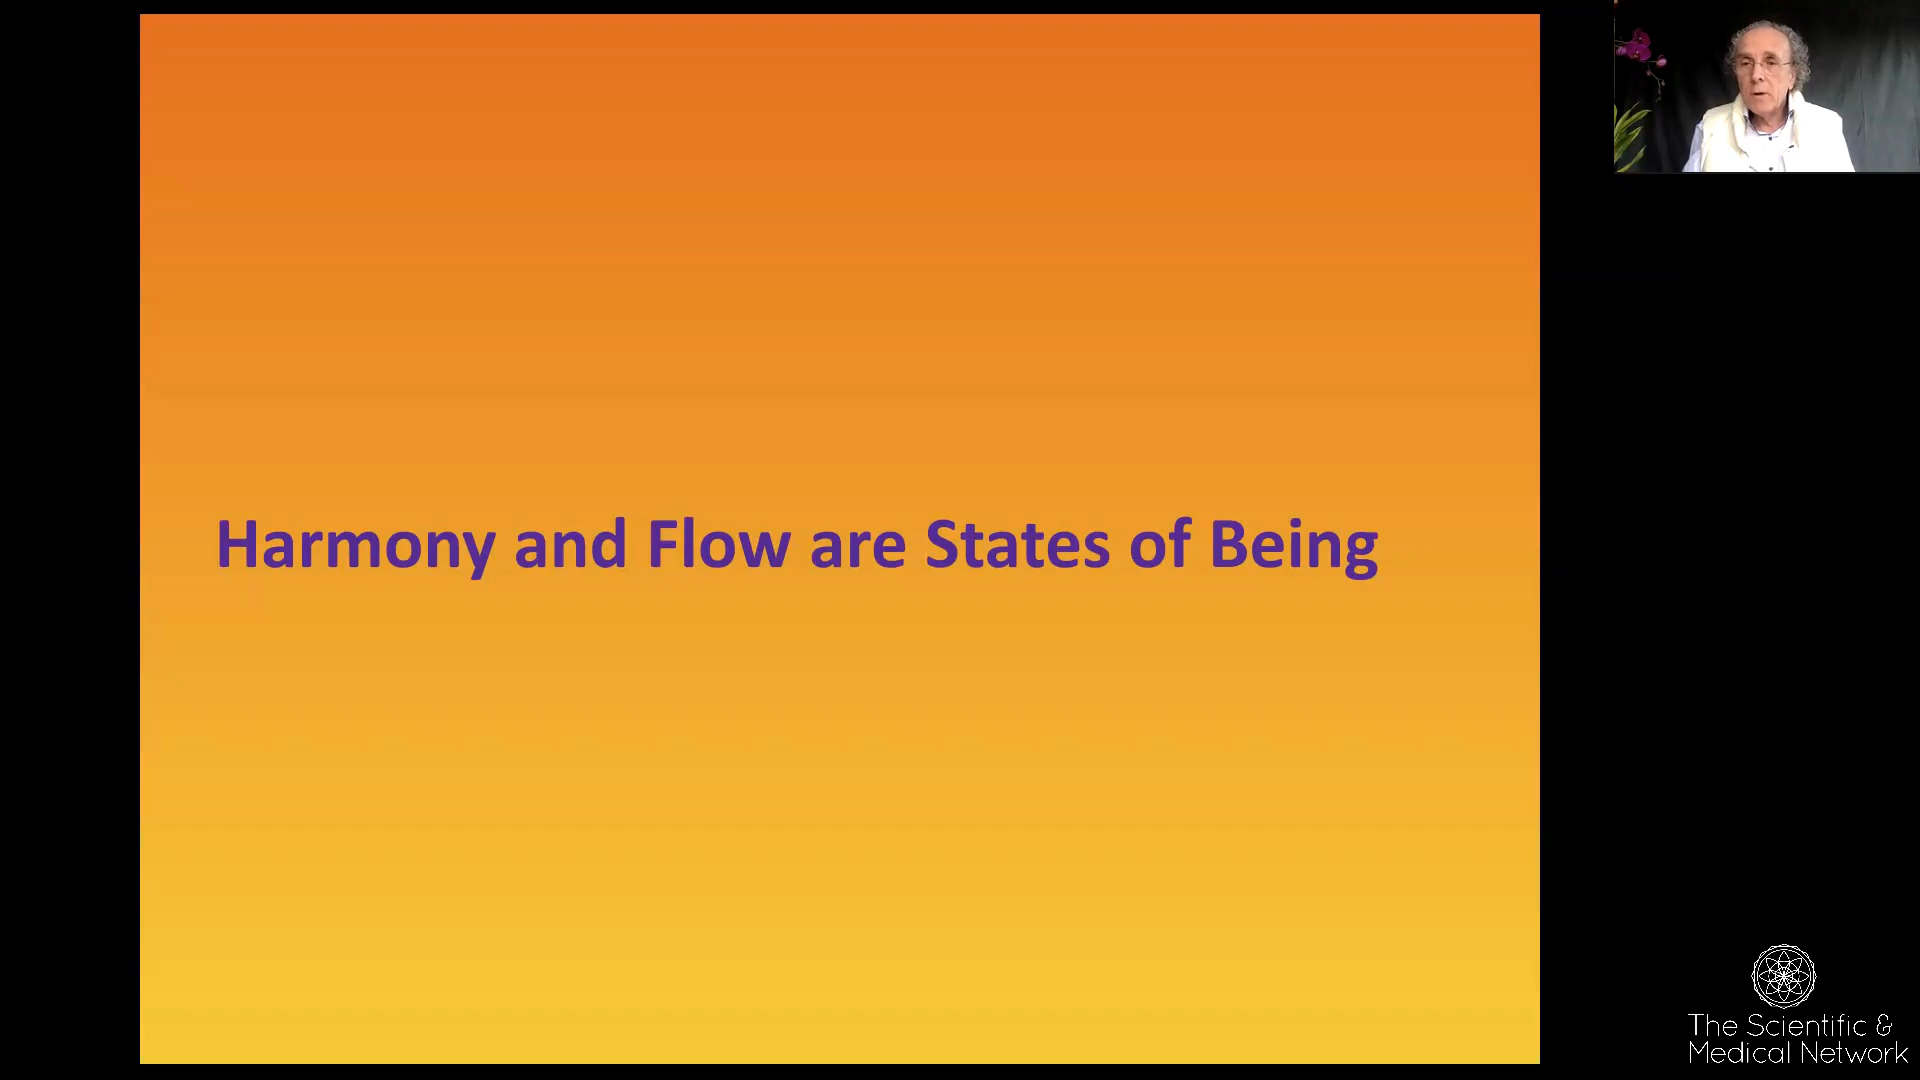 Harmony and Flow are States of Being
The Scientific &
Medical Network